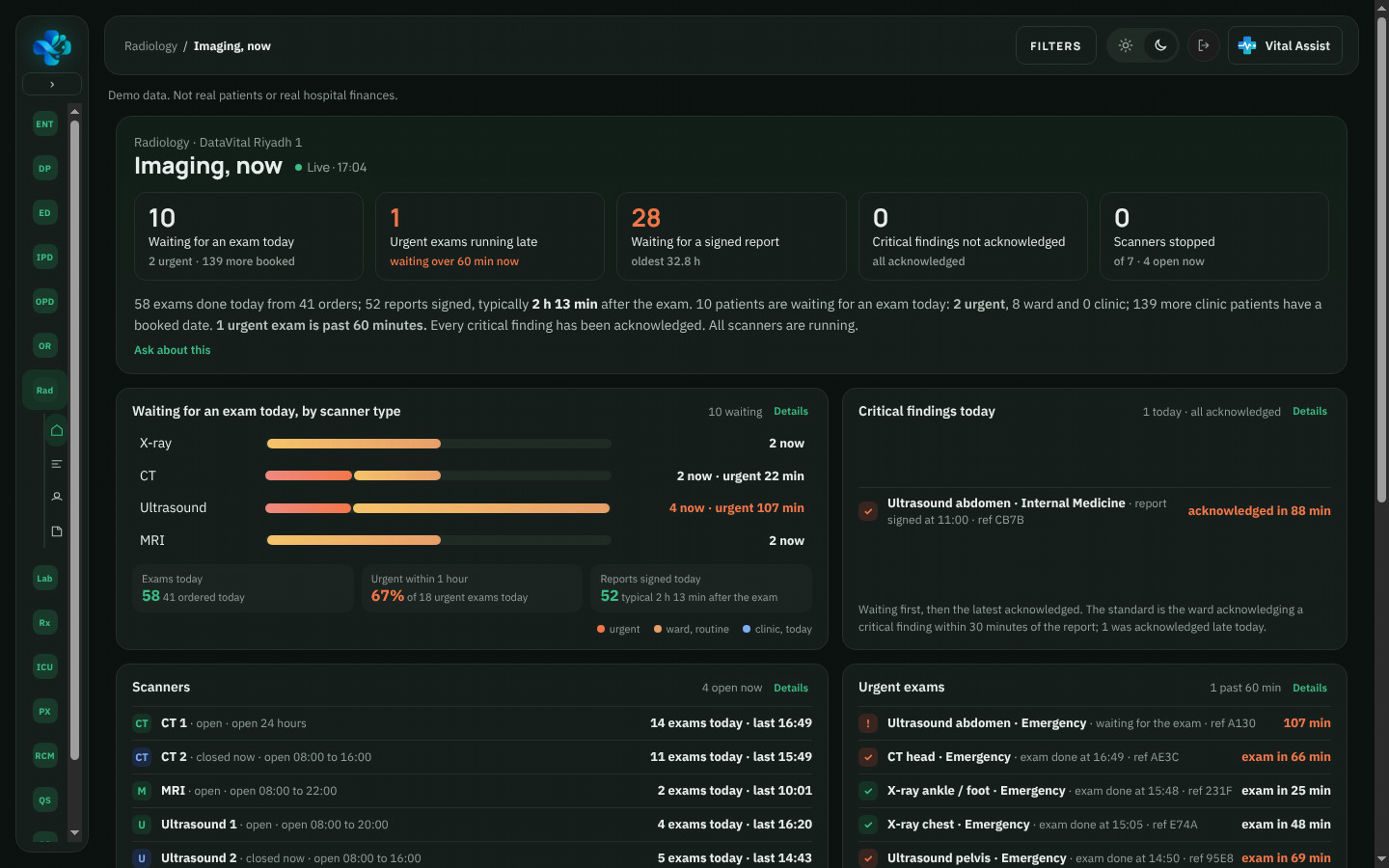 Radiology / Imaging, now
FILTERS
Vital Assist
Demo data. Not real patients or real hospital finances.
ENT
DP
ED
IPD
OPD
OR
Rad
Lab
Rx
ICU
PX
RCM
QS
Radiology · DataVital Riyadh 1
Imaging, now
Live · 17:04
10
Waiting for an exam today
2 urgent · 139 more booked
1
Urgent exams running late
waiting over 60 min now
28
Waiting for a signed report
oldest 32.8 h
0
Critical findings not acknowledged
all acknowledged
0
Scanners stopped
of 7 · 4 open now
58 exams done today from 41 orders; 52 reports signed, typically 2 h 13 min after the exam. 10 patients are waiting for an exam today: 2 urgent, 8 ward and 0 clinic; 139 more clinic patients have a
booked date. 1 urgent exam is past 60 minutes. Every critical finding has been acknowledged. All scanners are running.
Ask about this
Waiting for an exam today, by scanner type
10 waiting
Details
X-ray
2 now
CT
2 now · urgent 22 min
Ultrasound
4 now · urgent 107 min
MRI
2 now
Exams today
58 41 ordered today
Urgent within 1 hour
67% of 18 urgent exams today
Reports signed today
52 typical 2 h 13 min after the exam
urgent
ward, routine
clinic, today
Critical findings today
1 today · all acknowledged
Details
Ultrasound abdomen · Internal Medicine · report
signed at 11:00 · ref CB7B
acknowledged in 88 min
Waiting first, then the latest acknowledged. The standard is the ward acknowledging a
critical finding within 30 minutes of the report; 1 was acknowledged late today.
Scanners
4 open now
Details
CT CT 1 · open · open 24 hours
14 exams today · last 16:49
CT CT 2 · closed now · open 08:00 to 16:00
11 exams today · last 15:49
M MRI · open · open 08:00 to 22:00
2 exams today · last 10:01
U Ultrasound 1 · open · open 08:00 to 20:00
4 exams today · last 16:20
U Ultrasound 2 · closed now · open 08:00 to 16:00
5 exams today · last 14:43
Urgent exams
1 past 60 min
Details
! Ultrasound abdomen · Emergency · waiting for the exam · ref A130
107 min
CT head · Emergency · exam done at 16:49 · ref AE3C
exam in 66 min
X-ray ankle / foot · Emergency · exam done at 15:48 · ref 231F
exam in 25 min
X-ray chest · Emergency · exam done at 15:05 · ref E74A
exam in 48 min
Ultrasound pelvis · Emergency · exam done at 14:50 · ref 95E8
exam in 69 min